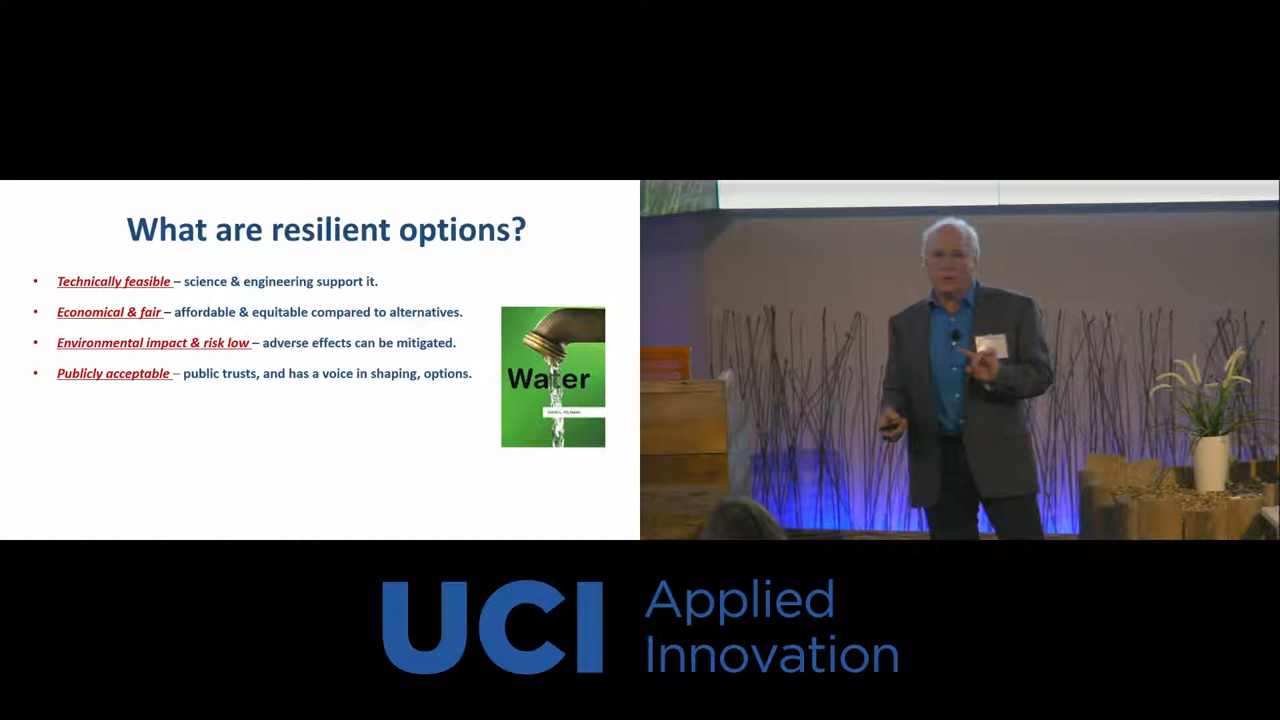 What are resilient options?
• Technically feasible – science & engineering support it.
• Economical & fair – affordable & equitable compared to alternatives.
• Environmental impact & risk low – adverse effects can be mitigated.
• Publicly acceptable – public trusts, and has a voice in shaping, options.
Water
DAVID L. FELDMAN
UCI Applied
Innovation